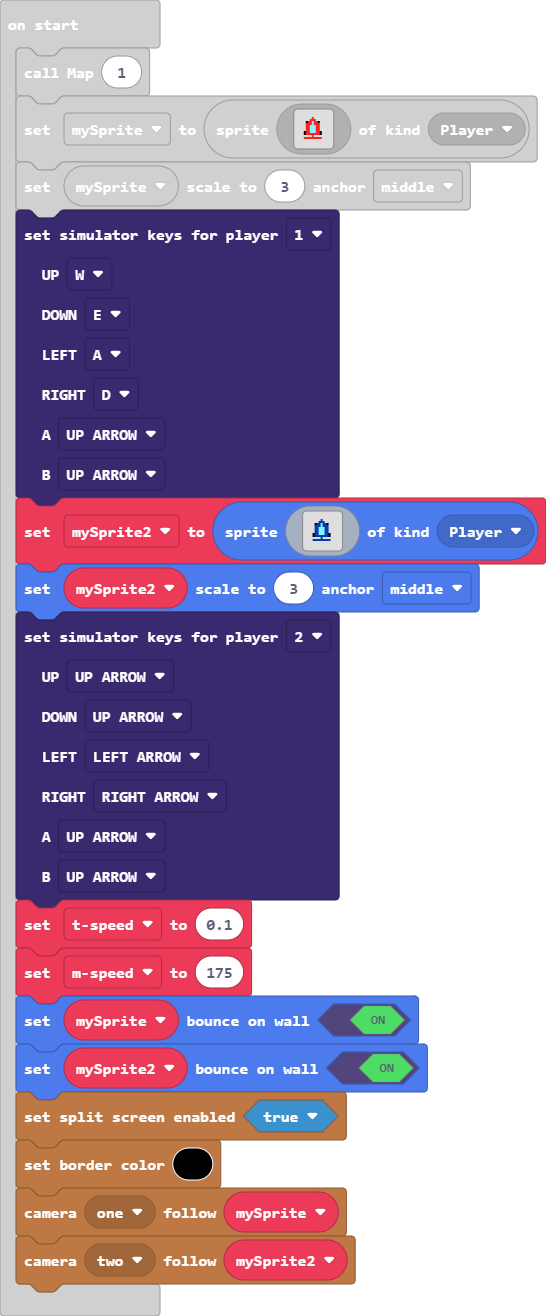 on start
call Map 1
set mySprite to sprite of kind Player
set mySprite scale to 3 anchor middle
set simulator keys for player 1
UP W
DOWN E
LEFT A
RIGHT D
A UP ARROW
B UP ARROW
set mySprite2 to sprite of kind Player
set mySprite2 scale to 3 anchor middle
set simulator keys for player 2
UP UP ARROW
DOWN UP ARROW
LEFT LEFT ARROW
RIGHT RIGHT ARROW
A UP ARROW
B UP ARROW
set t-speed to 0.1
set m-speed to 175
set mySprite bounce on wall ON
set mySprite2 bounce on wall ON
set split screen enabled true
set border color
camera one follow mySprite
camera two follow mySprite2